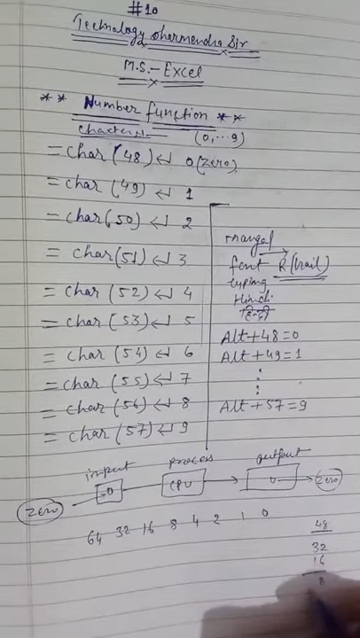 #10
Technology Dharmendra Sir
M.S.-Excel
** Number function **
(0,...9)
= char (48) ↵ 0 (zero)
= char (49) ↵ 1
= char (50) ↵ 2
= char (51) ↵ 3
= char (52) ↵ 4
= char (53) ↵ 5
= char (54) ↵ 6
= char (55) ↵ 7
= char (56) ↵ 8
= char (57) ↵ 9
mangal
font
typing
Hindi
हिन्दी
Alt+48=0
Alt+49=1
⋮
Alt+57=9
input process output
zero CPU 0 zero
64 32 16 8 4 2 1 0
48
32
16